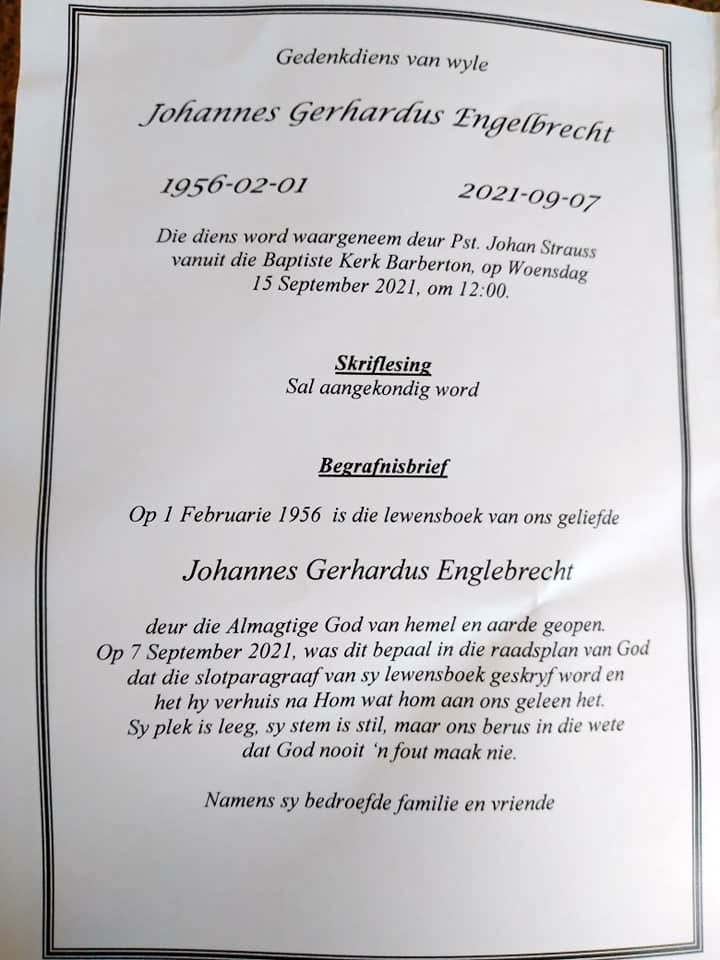 Gedenkdiens van wyle
Johannes Gerhardus Engelbrecht
1956-02-01 2021-09-07
Die diens word waargeneem deur Pst. Johan Strauss
vanuit die Baptiste Kerk Barberton, op Woensdag
15 September 2021, om 12:00.
Skriflesing
Sal aangekondig word
Begrafnisbrief
Op 1 Februarie 1956 is die lewensboek van ons geliefde
Johannes Gerhardus Englebrecht
deur die Almagtige God van hemel en aarde geopen.
Op 7 September 2021, was dit bepaal in die raadsplan van God
dat die slotparagraaf van sy lewensboek geskryf word en
het hy verhuis na Hom wat hom aan ons geleen het.
Sy plek is leeg, sy stem is stil, maar ons berus in die wete
dat God nooit ‘n fout maak nie.
Namens sy bedroefde familie en vriende